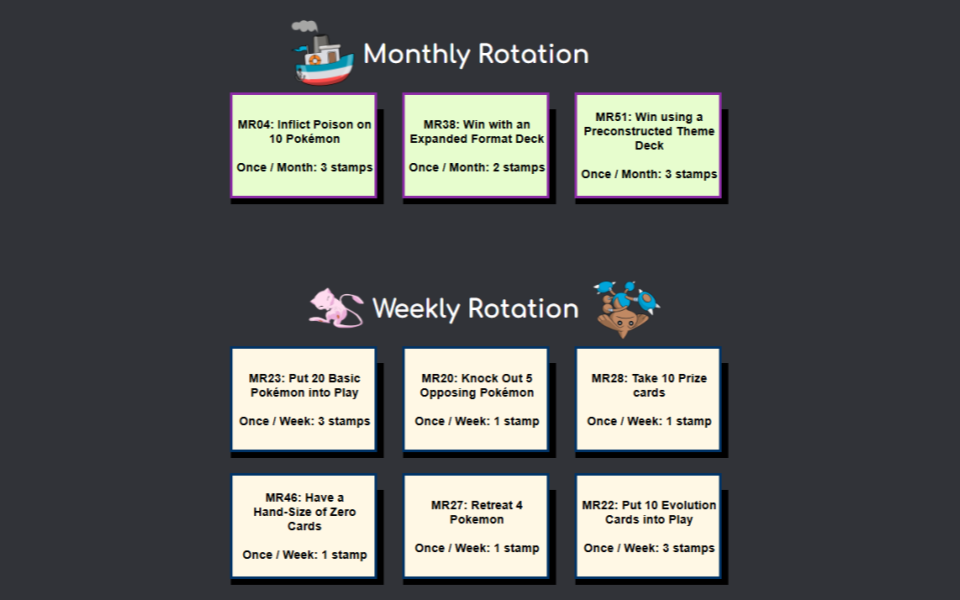 Monthly Rotation
MR04: Inflict Poison on
10 Pokémon
Once / Month: 3 stamps
MR38: Win with an
Expanded Format Deck
Once / Month: 2 stamps
MR51: Win using a
Preconstructed Theme
Deck
Once / Month: 3 stamps
Weekly Rotation
MR23: Put 20 Basic
Pokémon into Play
Once / Week: 3 stamps
MR20: Knock Out 5
Opposing Pokémon
Once / Week: 1 stamp
MR28: Take 10 Prize
cards
Once / Week: 1 stamp
MR46: Have a
Hand-Size of Zero
Cards
Once / Week: 1 stamp
MR27: Retreat 4
Pokemon
Once / Week: 1 stamp
MR22: Put 10 Evolution
Cards into Play
Once / Week: 3 stamps